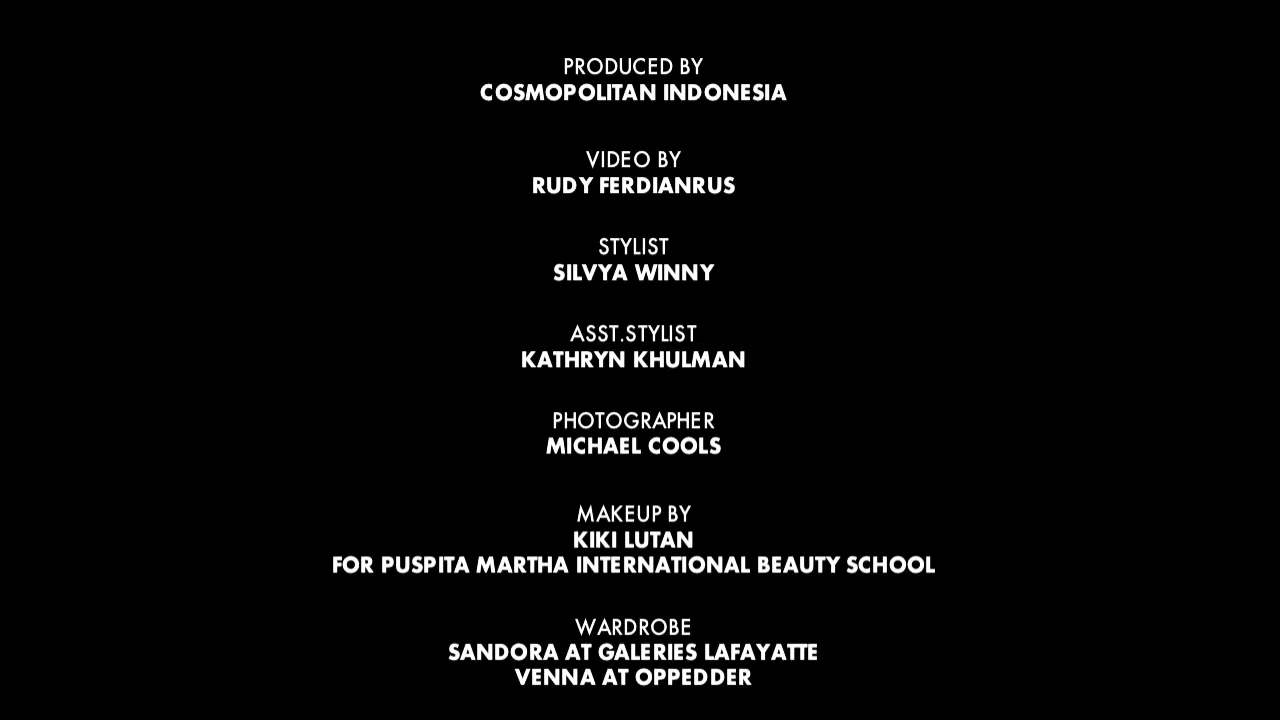 PRODUCED BY
COSMOPOLITAN INDONESIA
VIDEO BY
RUDY FERDIANRUS
STYLIST
SILVYA WINNY
ASST.STYLIST
KATHRYN KHULMAN
PHOTOGRAPHER
MICHAEL COOLS
MAKEUP BY
KIKI LUTAN
FOR PUSPITA MARTHA INTERNATIONAL BEAUTY SCHOOL
WARDROBE
SANDORA AT GALERIES LAFAYATTE
VENNA AT OPPEDDER